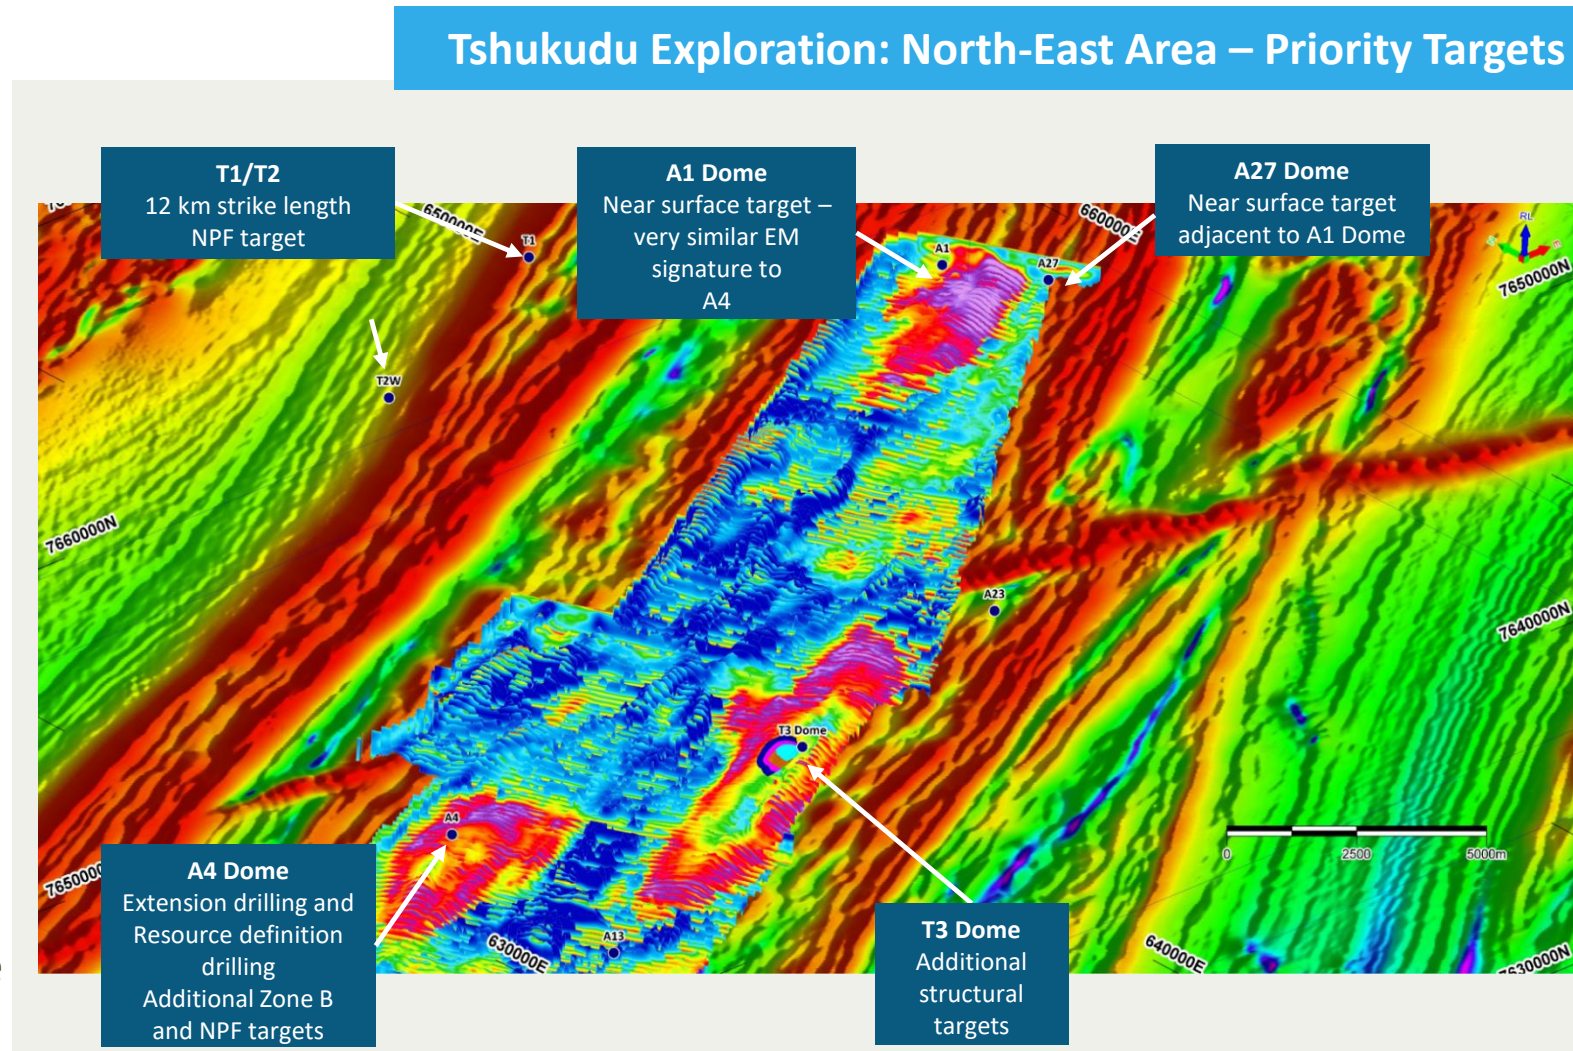 Tshukudu Exploration: North-East Area – Priority Targets
T1/T2
12 km strike length
NPF target
A1 Dome
Near surface target –
very similar EM
signature to
A4
A27 Dome
Near surface target
adjacent to A1 Dome
650000E
660000E
RL
7650000N
T1
A1
A27
T2W
7660000N
A23
7640000N
T3 Dome
A4
0 2500 5000m
7650000
A4 Dome
Extension drilling and
Resource definition
drilling
Additional Zone B
and NPF targets
630000E
A13
T3 Dome
Additional
structural
targets
640000E
7630000N